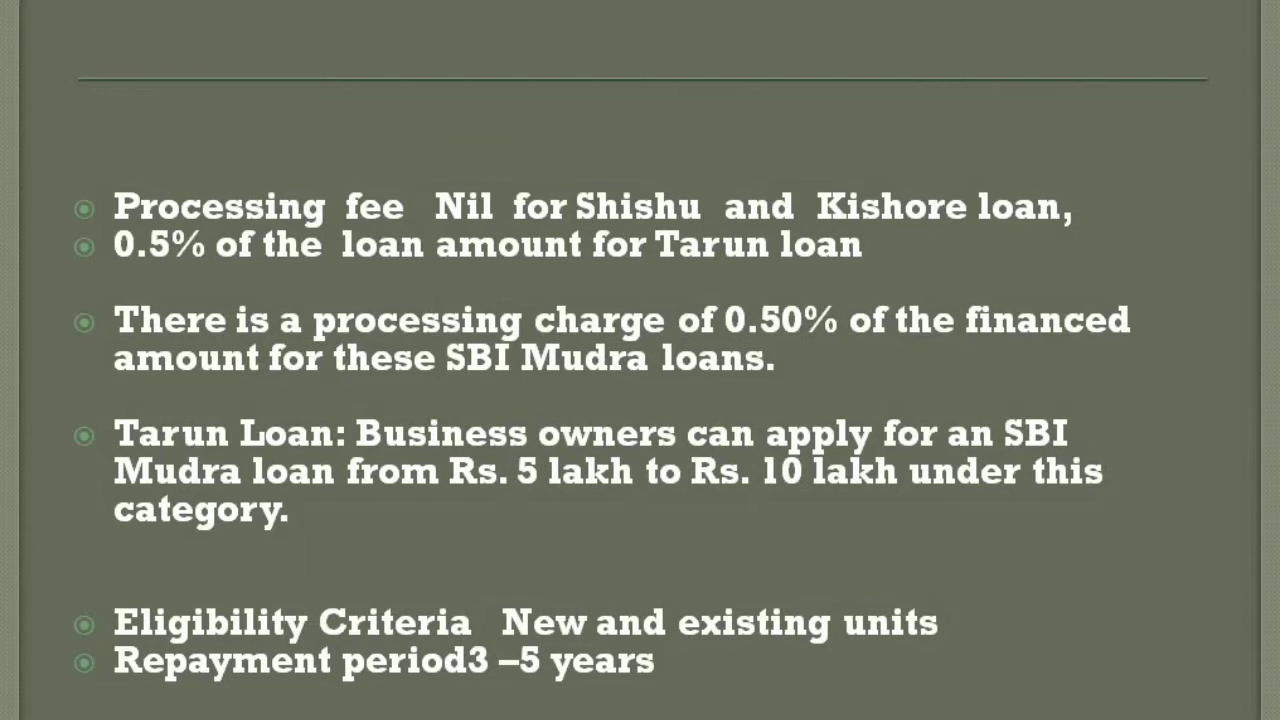 Processing fee Nil for Shishu and Kishore loan,
0.5% of the loan amount for Tarun loan
There is a processing charge of 0.50% of the financed
amount for these SBI Mudra loans.
Tarun Loan: Business owners can apply for an SBI
Mudra loan from Rs. 5 lakh to Rs. 10 lakh under this
category.
Eligibility Criteria New and existing units
Repayment period3 –5 years